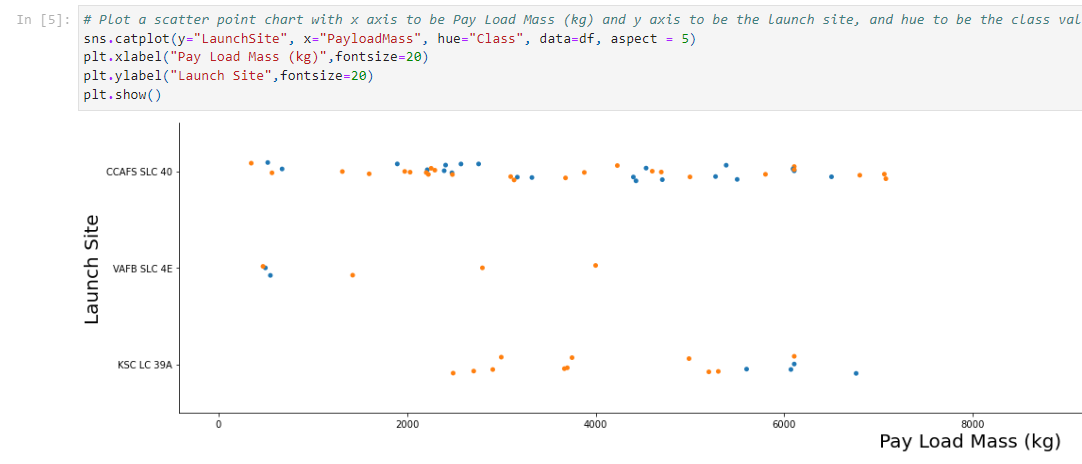 In [5]: # Plot a scatter point chart with x axis to be Pay Load Mass (kg) and y axis to be the launch site, and hue to be the class val
sns.catplot(y="LaunchSite", x="PayloadMass", hue="Class", data=df, aspect = 5)
plt.xlabel("Pay Load Mass (kg)",fontsize=20)
plt.ylabel("Launch Site",fontsize=20)
plt.show()
CCAFS SLC 40
VAFB SLC 4E
KSC LC 39A
Launch Site
0 2000 4000 6000 8000
Pay Load Mass (kg)